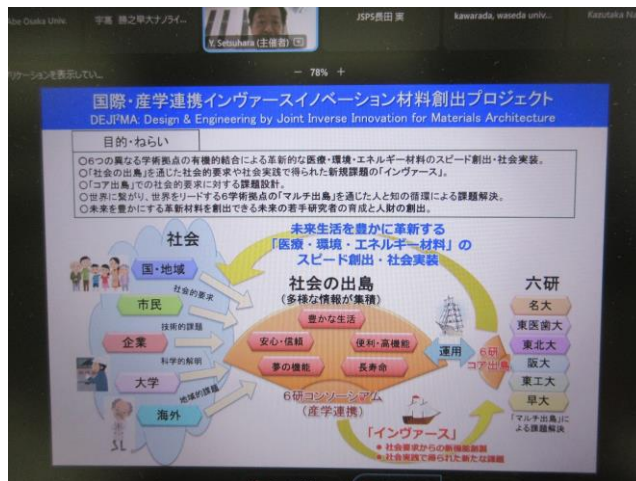 Abe Osaka Univ.
Y. Setsuhara (主催者)
JSPS長田 実
kawarada, waseda univ...
− 78% +
国際・産学連携インヴァースイノベーション材料創出プロジェクト
DEJI²MA: Design & Engineering by Joint Inverse Innovation for Materials Architecture
目的・ねらい
○6つの異なる学術拠点の有機的結合による革新的な医療・環境・エネルギー材料のスピード創出・社会実装。
○「社会の出島」を通じた社会的要求や社会実践で得られた新規課題の「インヴァース」。
○「コア出島」での社会的要求に対する課題設計。
○世界に繋がり、世界をリードする6学術拠点の「マルチ出島」を通じた人と知の循環による課題解決。
○未来を豊かにする革新材料を創出できる未来の若手研究者の育成と人財の創出。
未来生活を豊かに革新する
「医療・環境・エネルギー材料」の
スピード創出・社会実装
社会
国・地域
市民
企業
大学
海外
社会的要求
技術的課題
科学的解明
地域的課題
社会の出島
(多様な情報が集積)
豊かな生活
安心・信頼
便利・高機能
夢の機能
長寿命
6研コンソーシアム
(産学連携)
運用
6研
コア出島
六研
名大
東医歯大
東北大
阪大
東工大
早大
「マルチ出島」に
よる課題解決
「インヴァース」
● 社会要求からの新機能創製
● 社会実践で得られた新たな課題